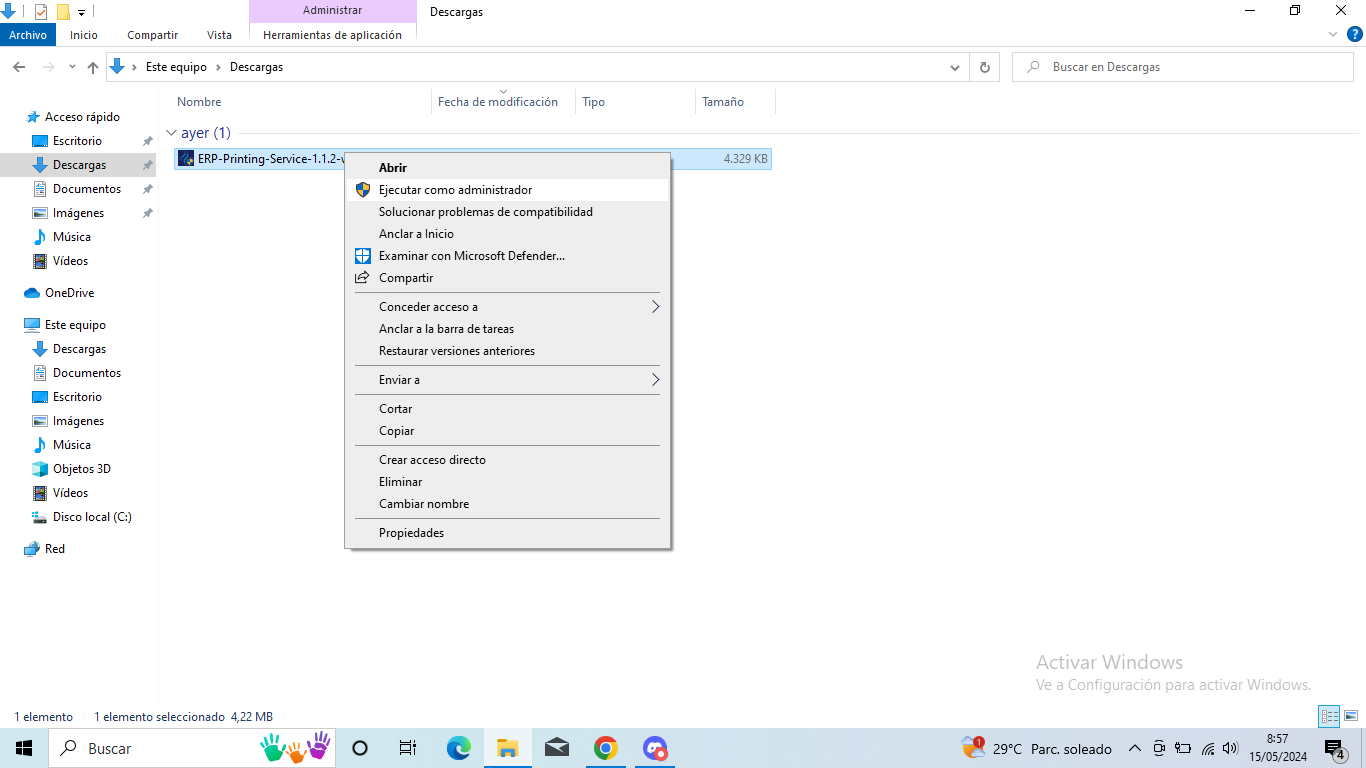 Administrar
Descargas
Archivo
Inicio
Compartir
Vista
Herramientas de aplicación
Este equipo
Descargas
Buscar en Descargas
Nombre
Fecha de modificación
Tipo
Tamaño
ayer (1)
ERP-Printing-Service-1.1.2-
4.329 KB
Acceso rápido
Escritorio
Descargas
Documentos
Imágenes
Música
Vídeos
OneDrive
Este equipo
Descargas
Documentos
Escritorio
Imágenes
Música
Objetos 3D
Vídeos
Disco local (C:)
Red
Abrir
Ejecutar como administrador
Solucionar problemas de compatibilidad
Anclar a Inicio
Examinar con Microsoft Defender...
Compartir
Conceder acceso a
Anclar a la barra de tareas
Restaurar versiones anteriores
Enviar a
Cortar
Copiar
Crear acceso directo
Eliminar
Cambiar nombre
Propiedades
Activar Windows
Ve a Configuración para activar Windows.
1 elemento
1 elemento seleccionado 4,22 MB
Buscar
1
29°C Parc. soleado
8:57
15/05/2024
4